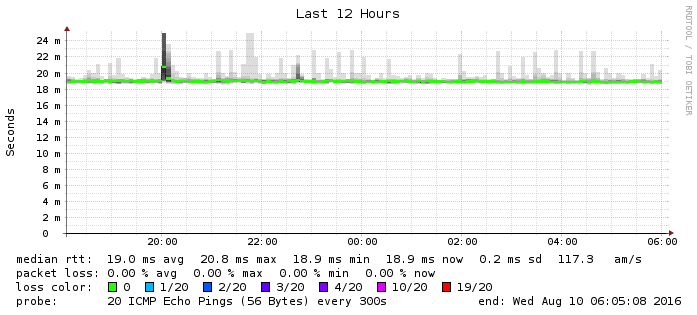 Last 12 Hours
RRDTOOL / TOBI OETIKER
Seconds
24 m
22 m
20 m
18 m
16 m
14 m
12 m
10 m
8 m
6 m
4 m
2 m
0
20:00 22:00 00:00 02:00 04:00 06:00
median rtt: 19.0 ms avg 20.8 ms max 18.9 ms min 18.9 ms now 0.2 ms sd 117.3 am/s
packet loss: 0.00 % avg 0.00 % max 0.00 % min 0.00 % now
loss color: 0 1/20 2/20 3/20 4/20 10/20 19/20
probe: 20 ICMP Echo Pings (56 Bytes) every 300s end: Wed Aug 10 06:05:08 2016